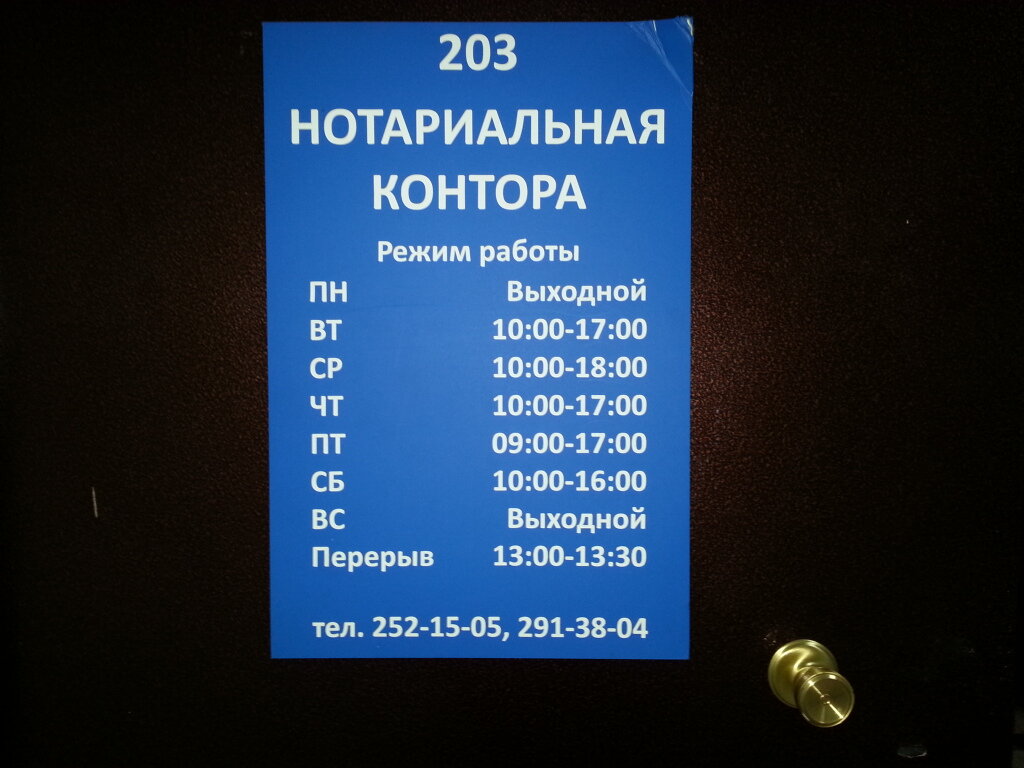 203
НОТАРИАЛЬНАЯ
КОНТОРА
Режим работы
ПН Выходной
ВТ 10:00-17:00
СР 10:00-18:00
ЧТ 10:00-17:00
ПТ 09:00-17:00
СБ 10:00-16:00
ВС Выходной
Перерыв 13:00-13:30
тел. 252-15-05, 291-38-04